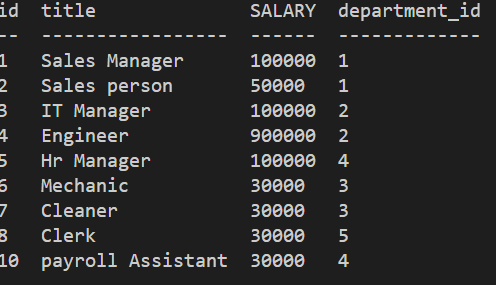 id title SALARY department_id
-- ----------------- ------ -------------
1 Sales Manager 100000 1
2 Sales person 50000 1
3 IT Manager 100000 2
4 Engineer 900000 2
5 Hr Manager 100000 4
6 Mechanic 30000 3
7 Cleaner 30000 3
8 Clerk 30000 5
10 payroll Assistant 30000 4